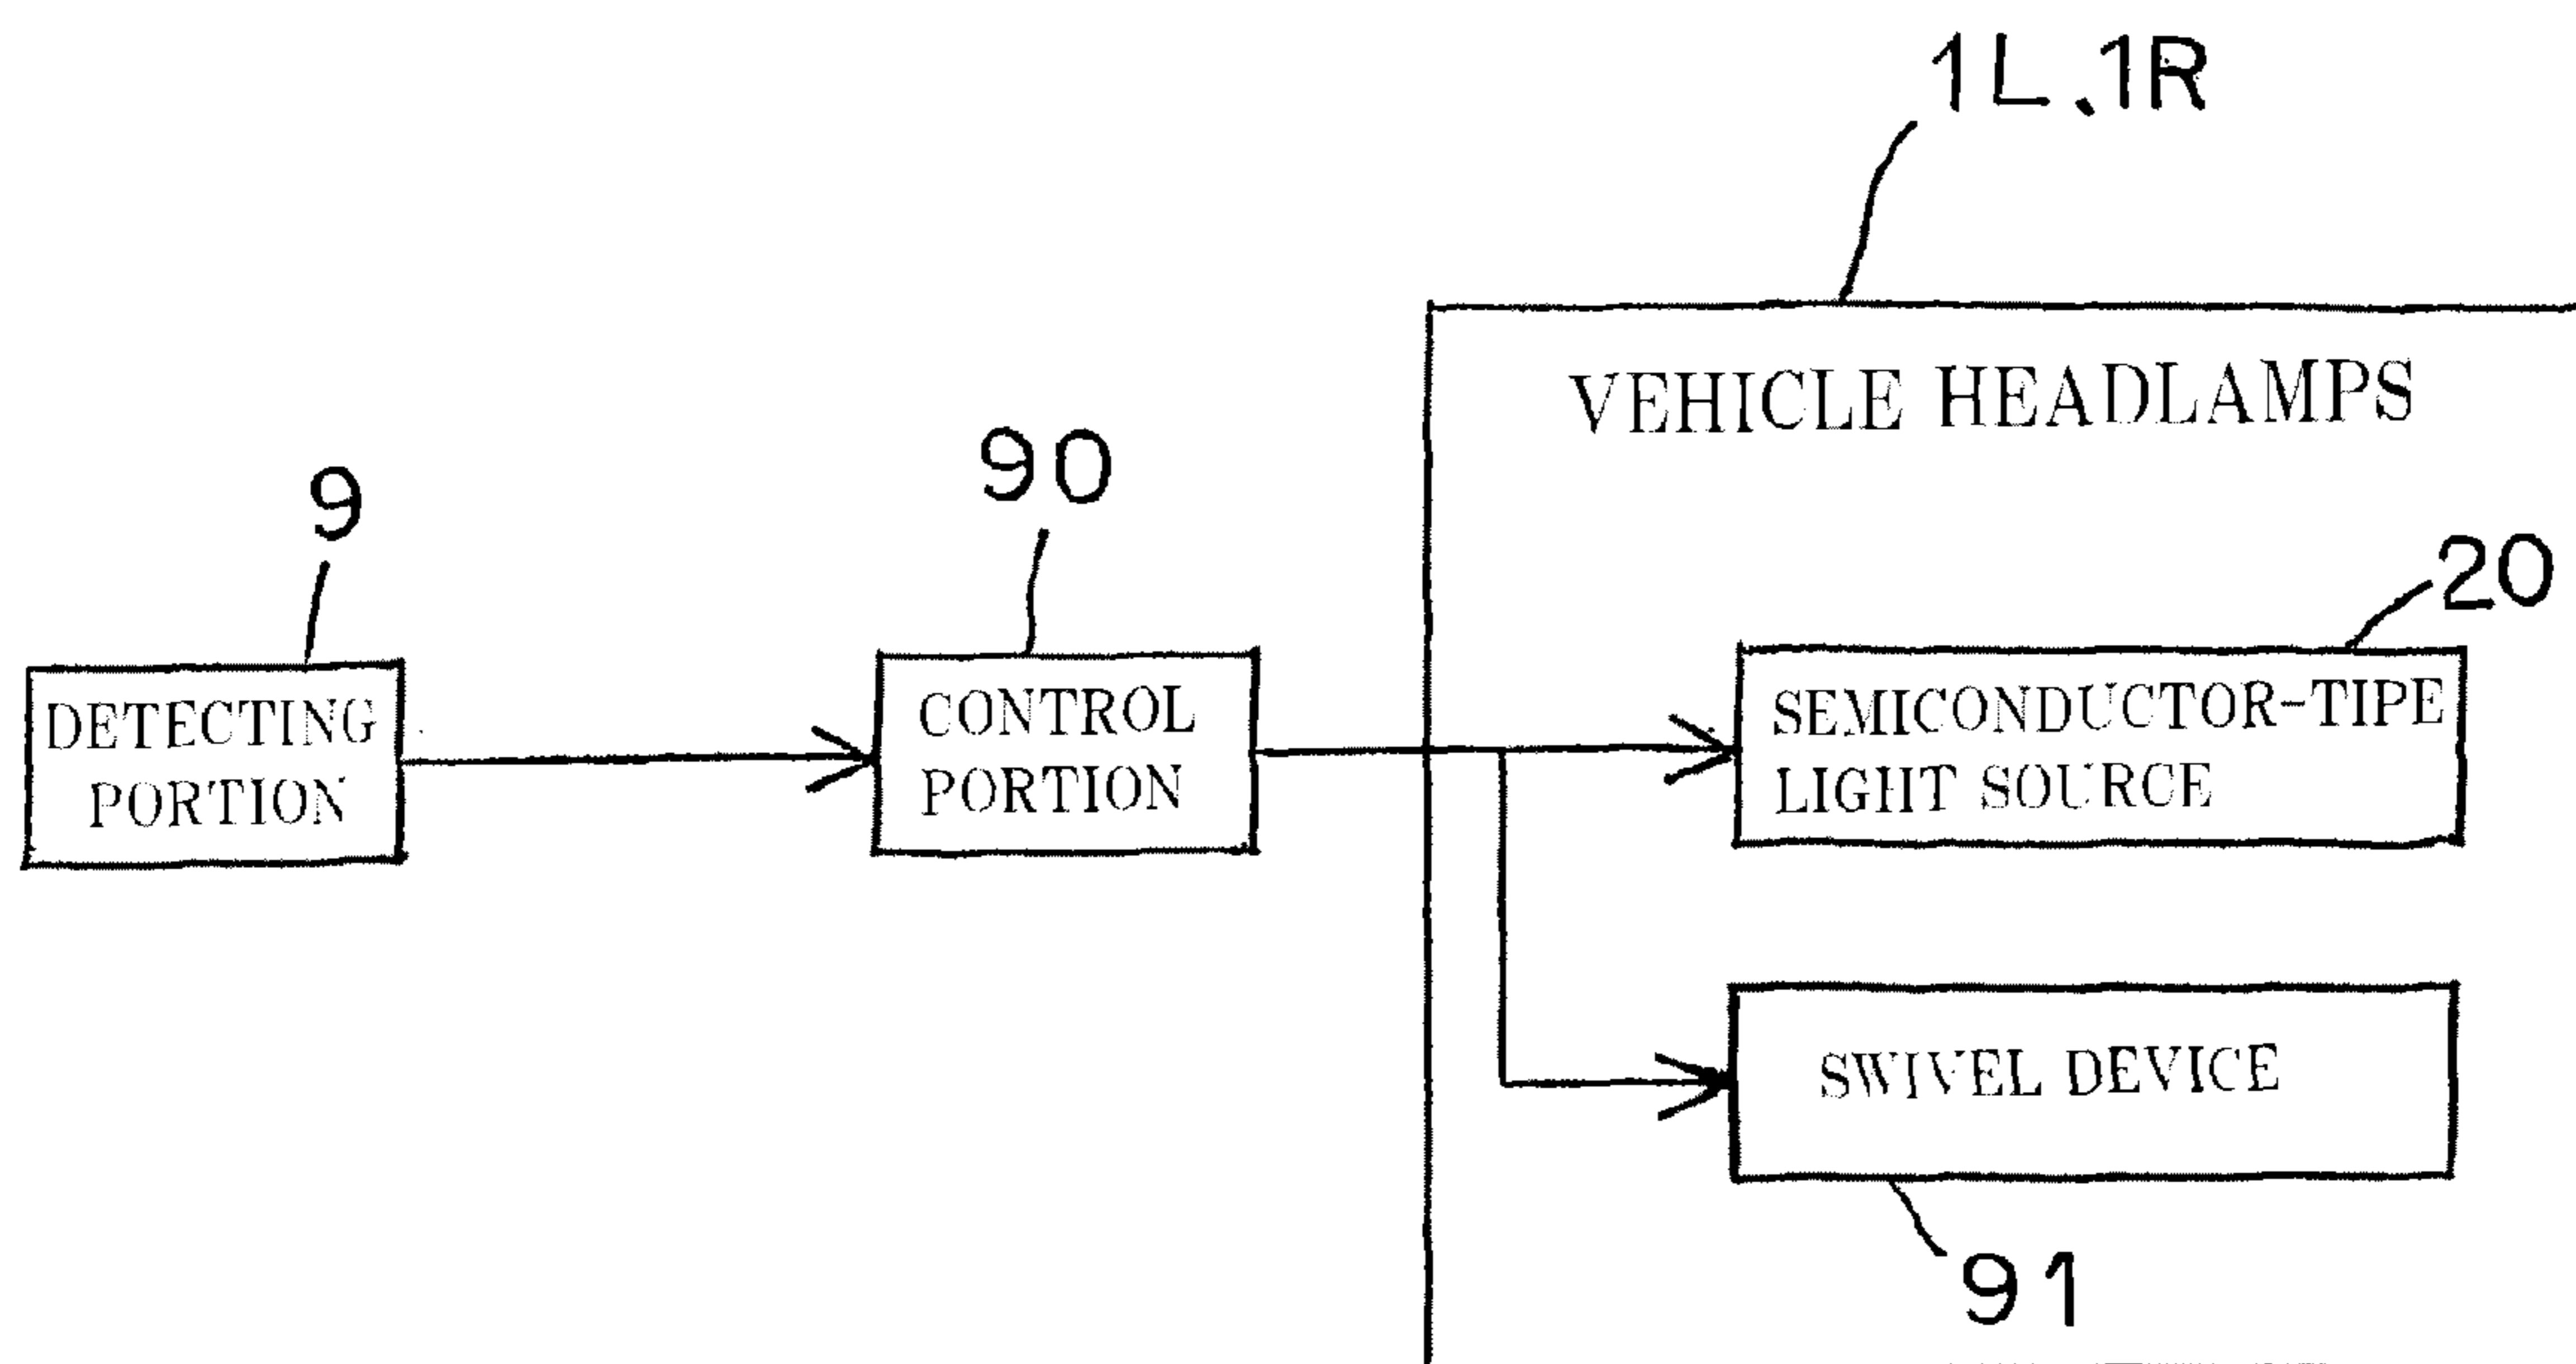 1L.1R
VEHICLE HEADLAMPS
9
90
20
DETECTING
PORTION
CONTROL
PORTION
SEMICONDUCTOR-TIPE
LIGHT SOURCE
SWIVEL DEVICE
91